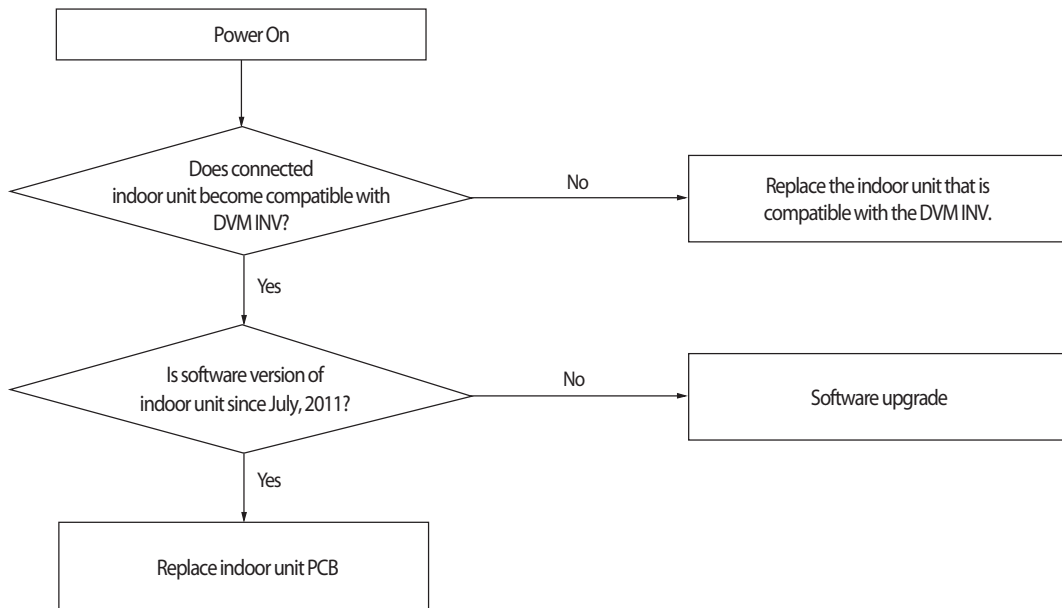 Power On
Does connected
indoor unit become compatible with
DVM INV?
No
Replace the indoor unit that is
compatible with the DVM INV.
Yes
Is software version of
indoor unit since July, 2011?
No
Software upgrade
Yes
Replace indoor unit PCB